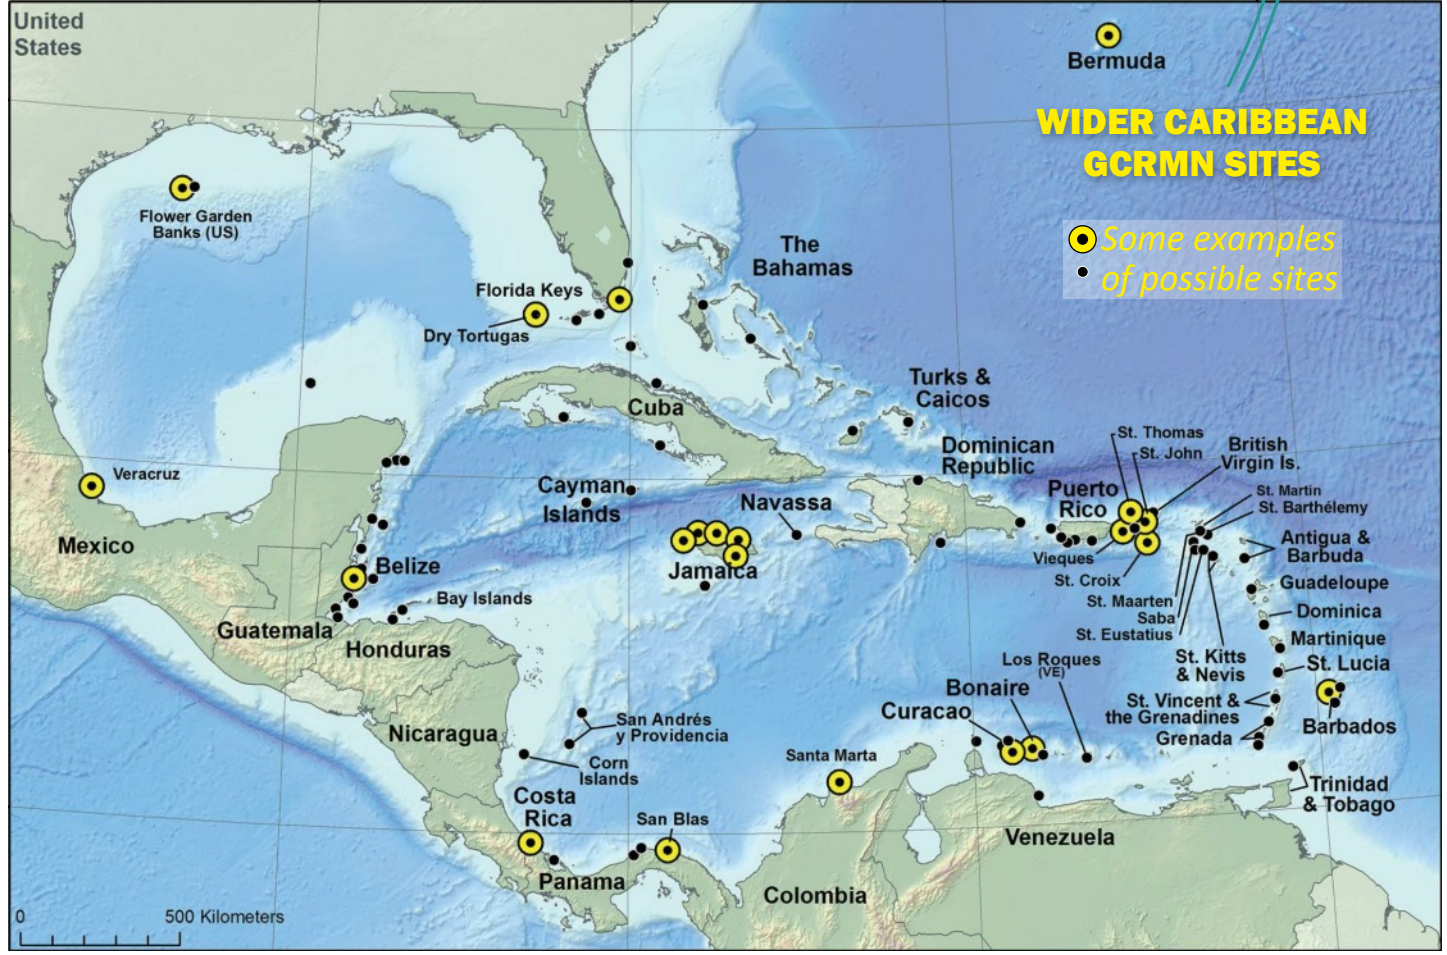 United
States
Bermuda
WIDER CARIBBEAN
GCRMN SITES
Some examples
of possible sites
Flower Garden
Banks (US)
The
Bahamas
Florida Keys
Dry Tortugas
Turks &
Caicos
Cuba
Dominican
Republic
St. Thomas
St. John
British
Virgin Is.
Veracruz
Cayman
Islands
Navassa
Puerto
Rico
St. Martin
St. Barthélemy
Mexico
Antigua &
Barbuda
Belize
Jamaica
Vieques
St. Croix
Guadeloupe
Bay Islands
St. Maarten
Saba
St. Eustatius
Dominica
Guatemala
Honduras
Martinique
Los Roques
(VE)
St. Kitts
& Nevis
St. Lucia
Bonaire
Curacao
St. Vincent &
the Grenadines
Grenada
Barbados
Nicaragua
San Andrés
y Providencia
Corn
Islands
Santa Marta
Costa
Rica
San Blas
Trinidad
& Tobago
Venezuela
Panama
Colombia
0
500 Kilometers